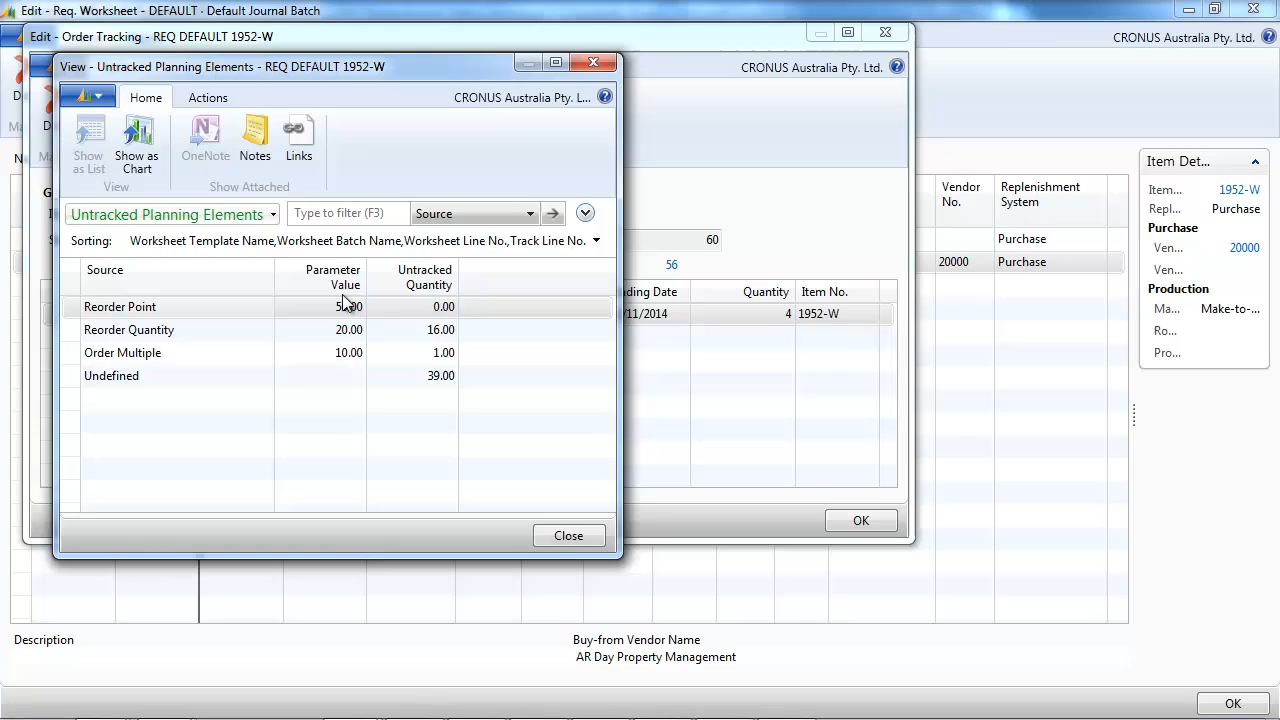 Edit - Req. Worksheet - DEFAULT · Default Journal Batch
Edit - Order Tracking - REQ DEFAULT 1952-W
CRONUS Australia Pty. Ltd.
View - Untracked Planning Elements - REQ DEFAULT 1952-W
CRONUS Australia Pty. Ltd.
Home
Actions
CRONUS Australia Pty. L...
Show as List
Show as Chart
OneNote
Notes
Links
View
Show Attached
Untracked Planning Elements
Type to filter (F3)
Source
Sorting:
Worksheet Template Name,Worksheet Batch Name,Worksheet Line No.,Track Line No.
Source
Parameter Value
Untracked Quantity
Reorder Point
0.00
Reorder Quantity
20.00
16.00
Order Multiple
10.00
1.00
Undefined
39.00
Close
60
56
nding Date
Quantity
Item No.
/11/2014
4
1952-W
OK
Vendor No.
Replenishment System
Purchase
20000
Purchase
Item Det...
Item...
1952-W
Repl...
Purchase
Purchase
Ven...
20000
Ven...
Production
Ma...
Make-to-...
Ro...
Pro...
Description
Buy-from Vendor Name
AR Day Property Management
OK